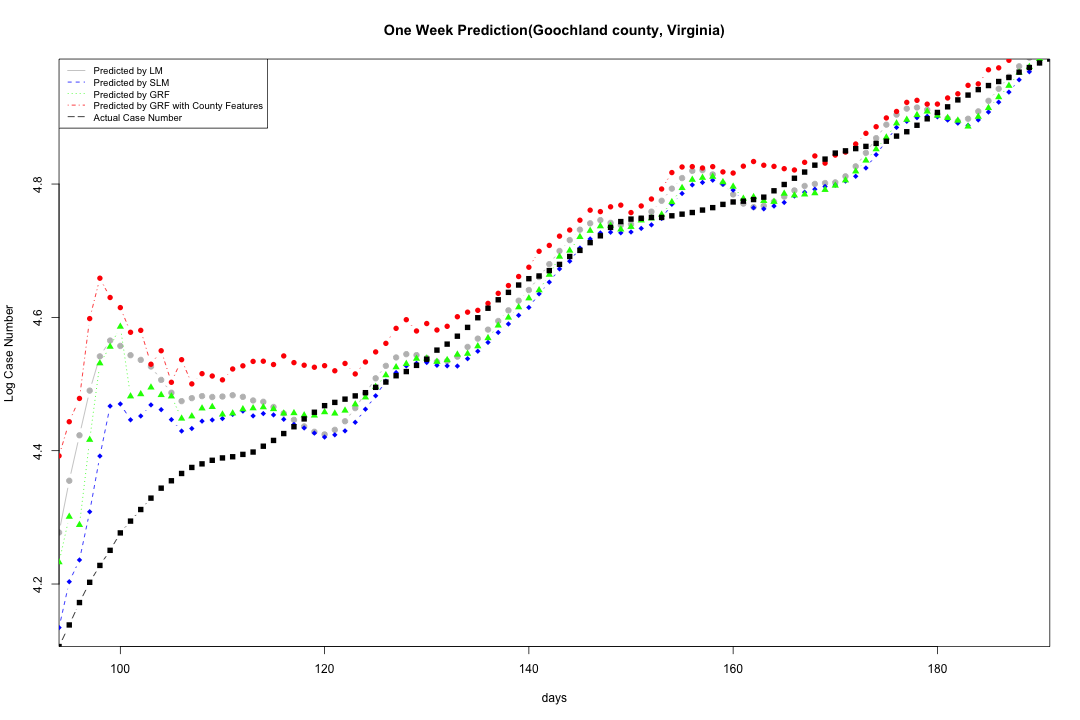 One Week Prediction(Goochland county, Virginia)
Predicted by LM
Predicted by SLM
Predicted by GRF
Predicted by GRF with County Features
Actual Case Number
Log Case Number
4.8
4.6
4.4
4.2
100 120 140 160 180
days